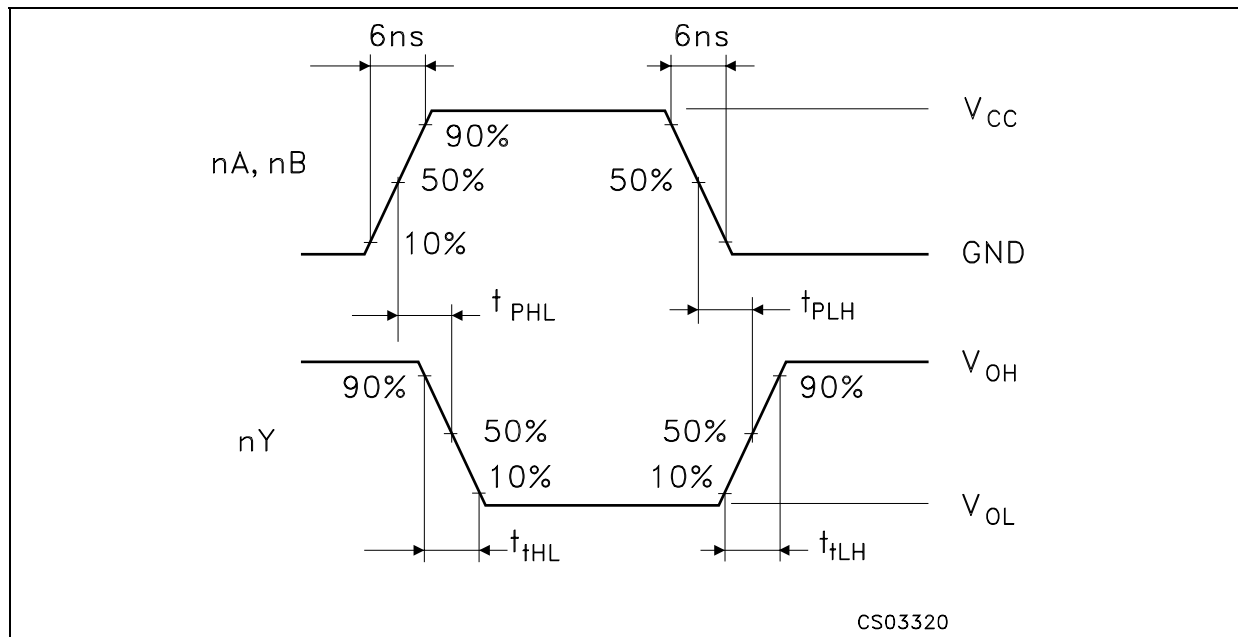 6ns 6ns
V_CC
90%
nA, nB 50% 50%
10% GND
t_PHL t_PLH
V_OH
90% 90%
nY 50% 50%
10% 10%
V_OL
t_tHL t_tLH
CS03320